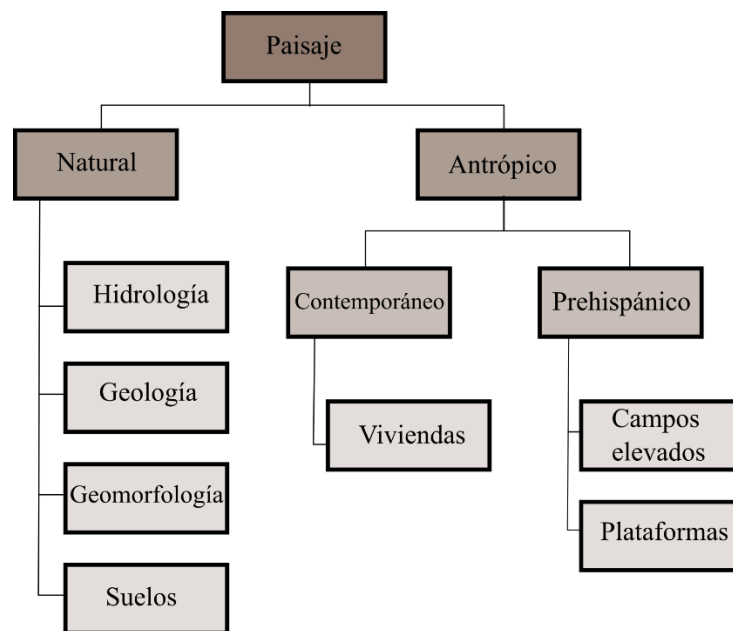 Paisaje
Natural
Antrópico
Hidrología
Geología
Geomorfología
Suelos
Contemporáneo
Viviendas
Prehispánico
Campos
elevados
Plataformas